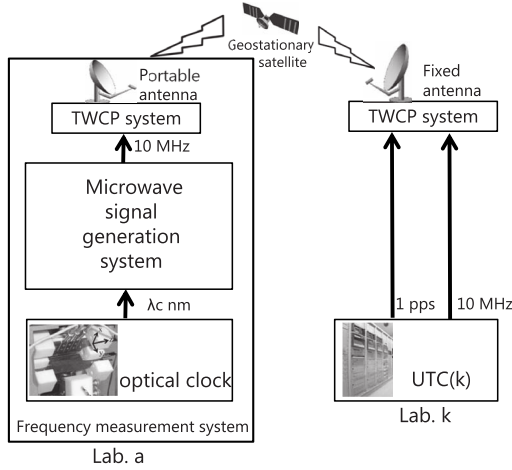 Geostationary
satellite
Portable
antenna
TWCP system
10 MHz
Microwave
signal
generation
system
λc nm
optical clock
Frequency measurement system
Lab. a
Fixed
antenna
TWCP system
1 pps
10 MHz
UTC(k)
Lab. k